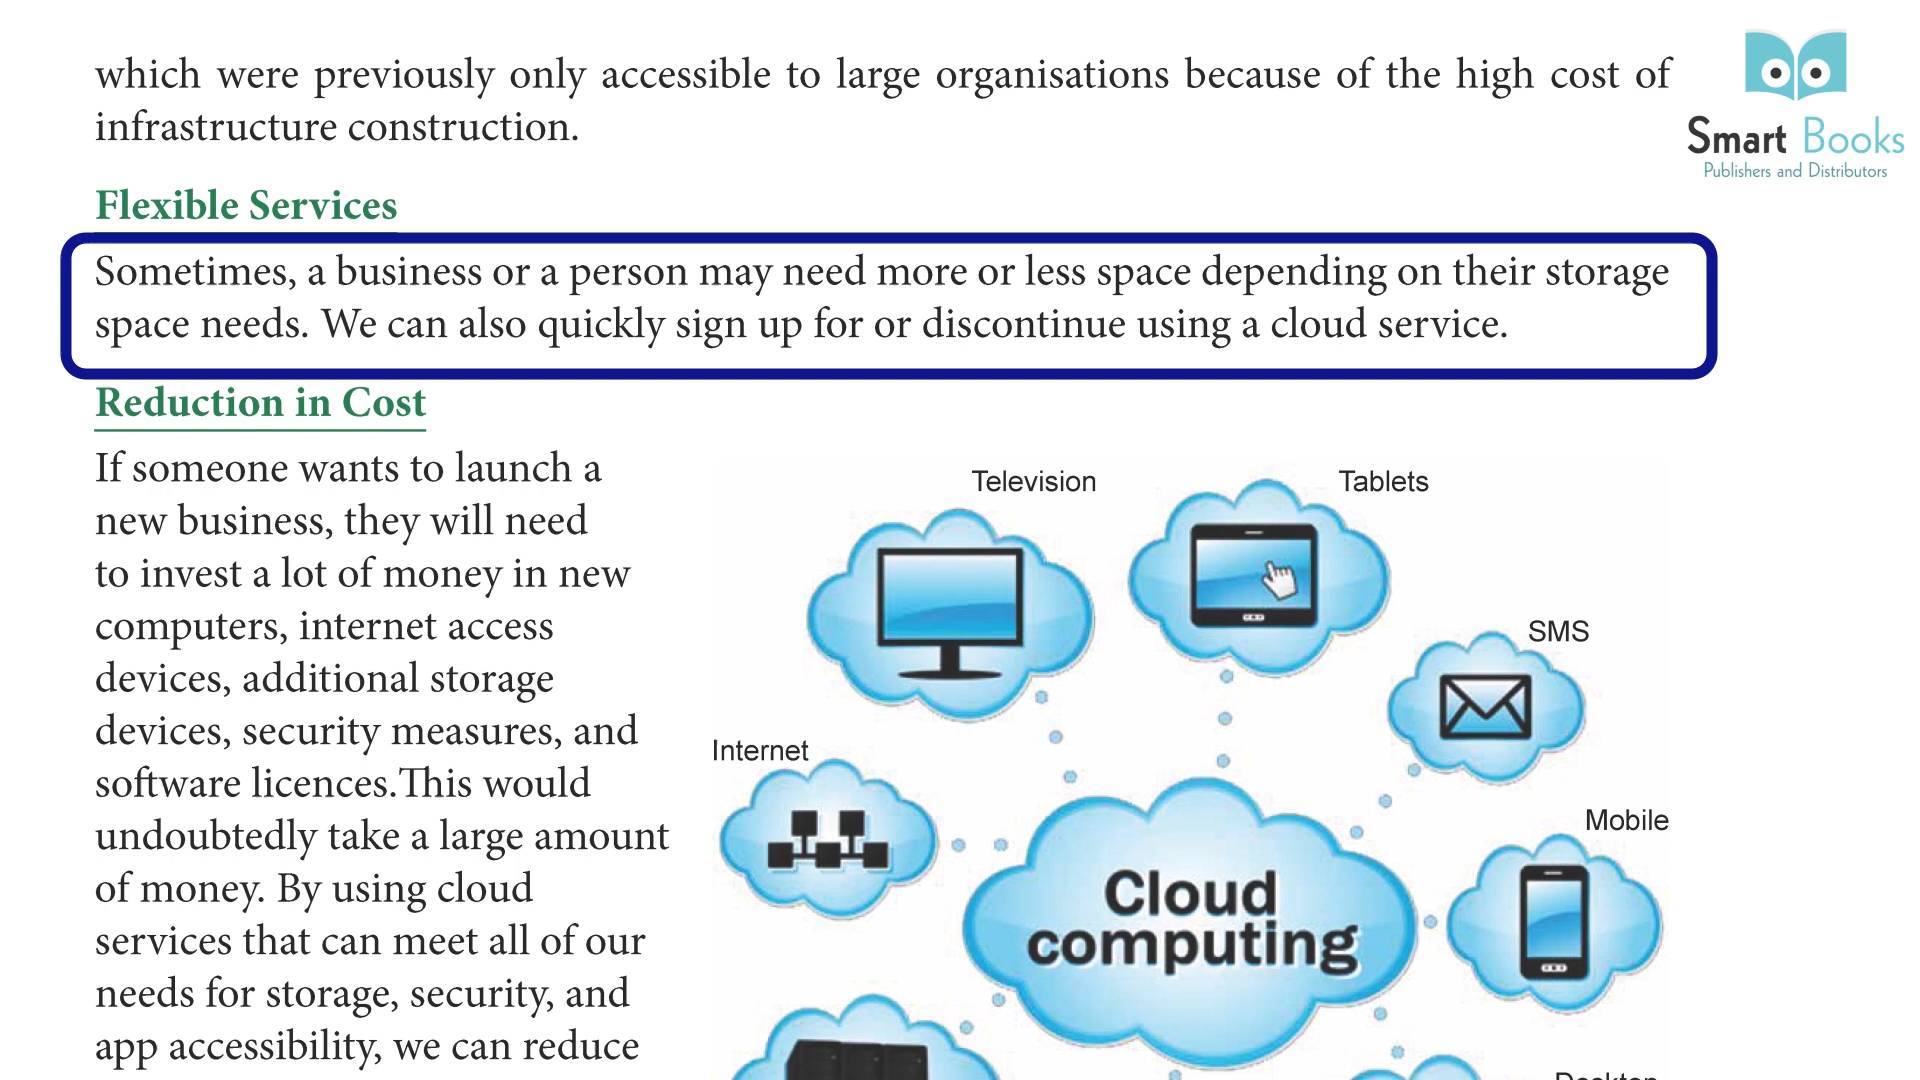 which were previously only accessible to large organisations because of the high cost of
infrastructure construction.
Smart Books
Publishers and Distributors
Flexible Services
Sometimes, a business or a person may need more or less space depending on their storage
space needs. We can also quickly sign up for or discontinue using a cloud service.
Reduction in Cost
If someone wants to launch a
new business, they will need
to invest a lot of money in new
computers, internet access
devices, additional storage
devices, security measures, and
software licences.This would
undoubtedly take a large amount
of money. By using cloud
services that can meet all of our
needs for storage, security, and
app accessibility, we can reduce
Television
Tablets
SMS
Internet
Mobile
Cloud
computing
Desktop